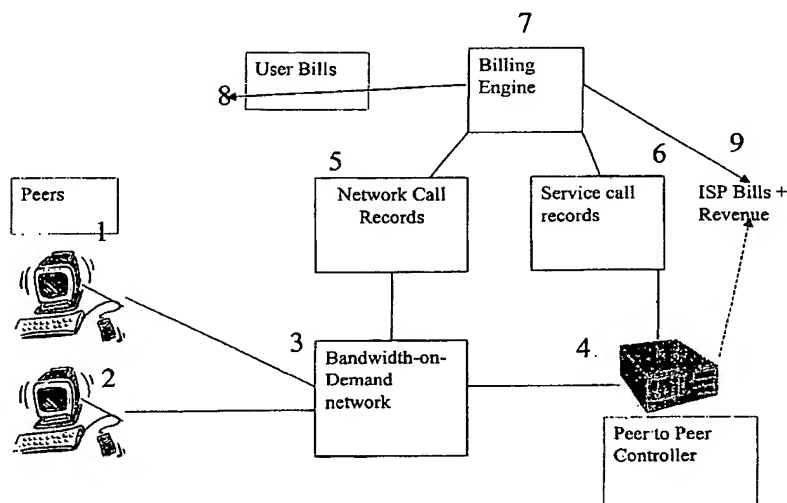 7
User Bills
Billing
Engine
8
9
5
6
Peers
Network Call
Records
Service call
records
ISP Bills +
Revenue
1
3
Bandwidth-on-
Demand
network
4
2
Peer to Peer
Controller